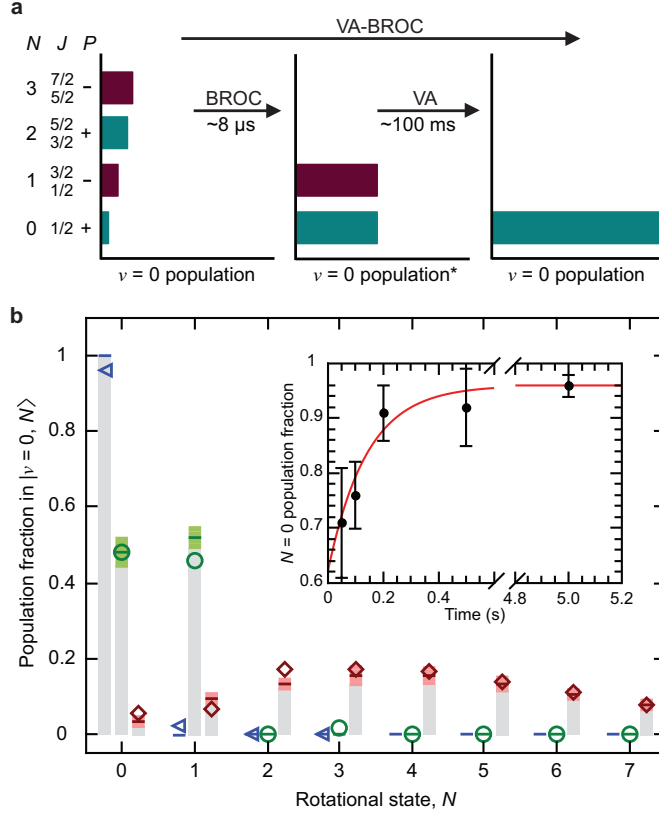 a
VA-BROC
N J P
3 7/2 5/2 −
2 5/2 3/2 +
1 3/2 1/2 −
0 1/2 +
BROC
~8 µs
VA
~100 ms
v = 0 population
v = 0 population*
v = 0 population
b
Population fraction in |v = 0, N⟩
1
0.8
0.6
0.4
0.2
0
0 1 2 3 4 5 6 7
Rotational state, N
N = 0 population fraction
1
0.9
0.8
0.7
0.6
0 0.2 0.4 4.8 5.0 5.2
Time (s)